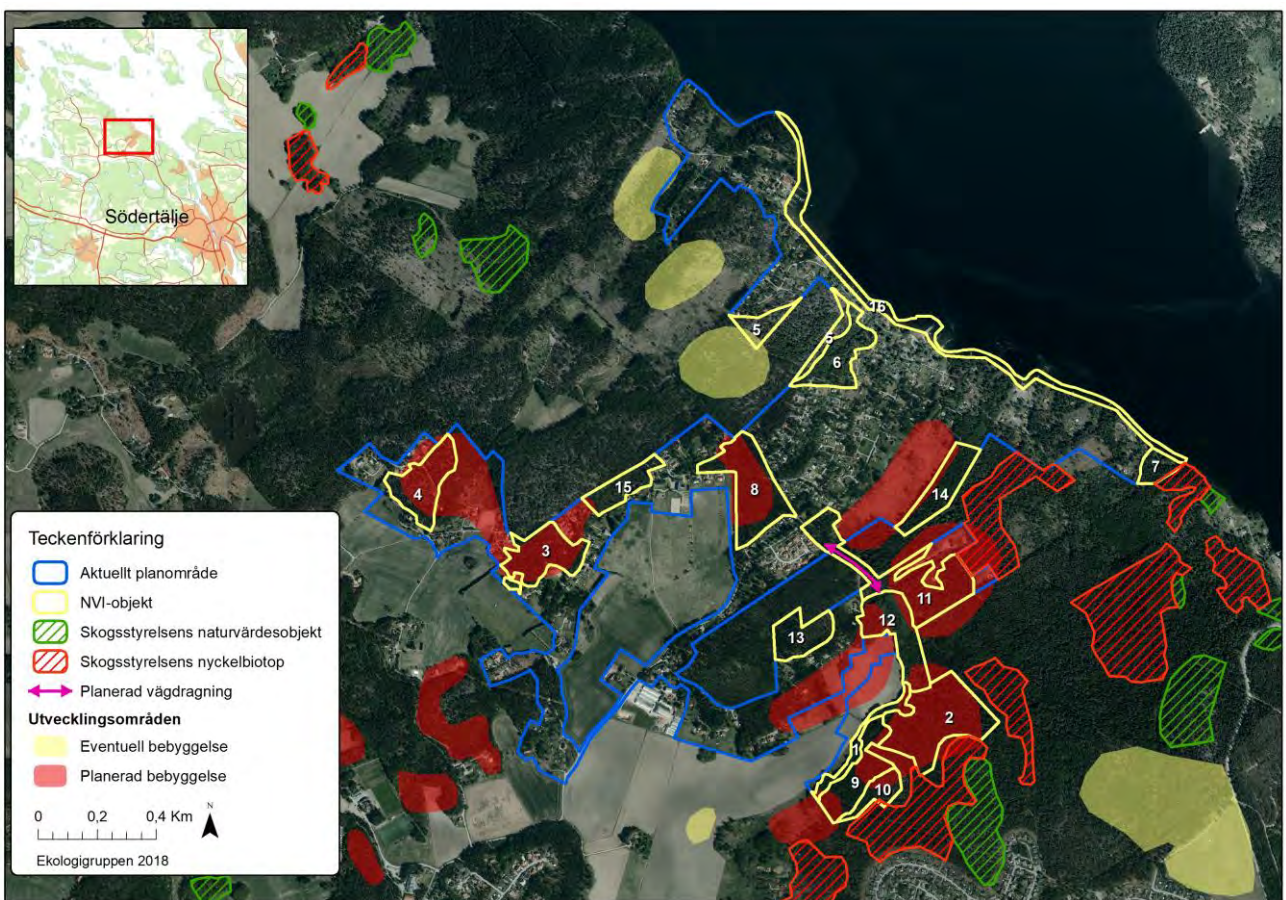 Södertälje
16
5
5
6
7
4
15
8
14
3
11
12
13
2
1
9
10
Teckenförklaring
Aktuellt planområde
NVI-objekt
Skogsstyrelsens naturvärdesobjekt
Skogsstyrelsens nyckelbiotop
Planerad vägdragning
Utvecklingsområden
Eventuell bebyggelse
Planerad bebyggelse
0 0,2 0,4 Km
N
Ekologigruppen 2018